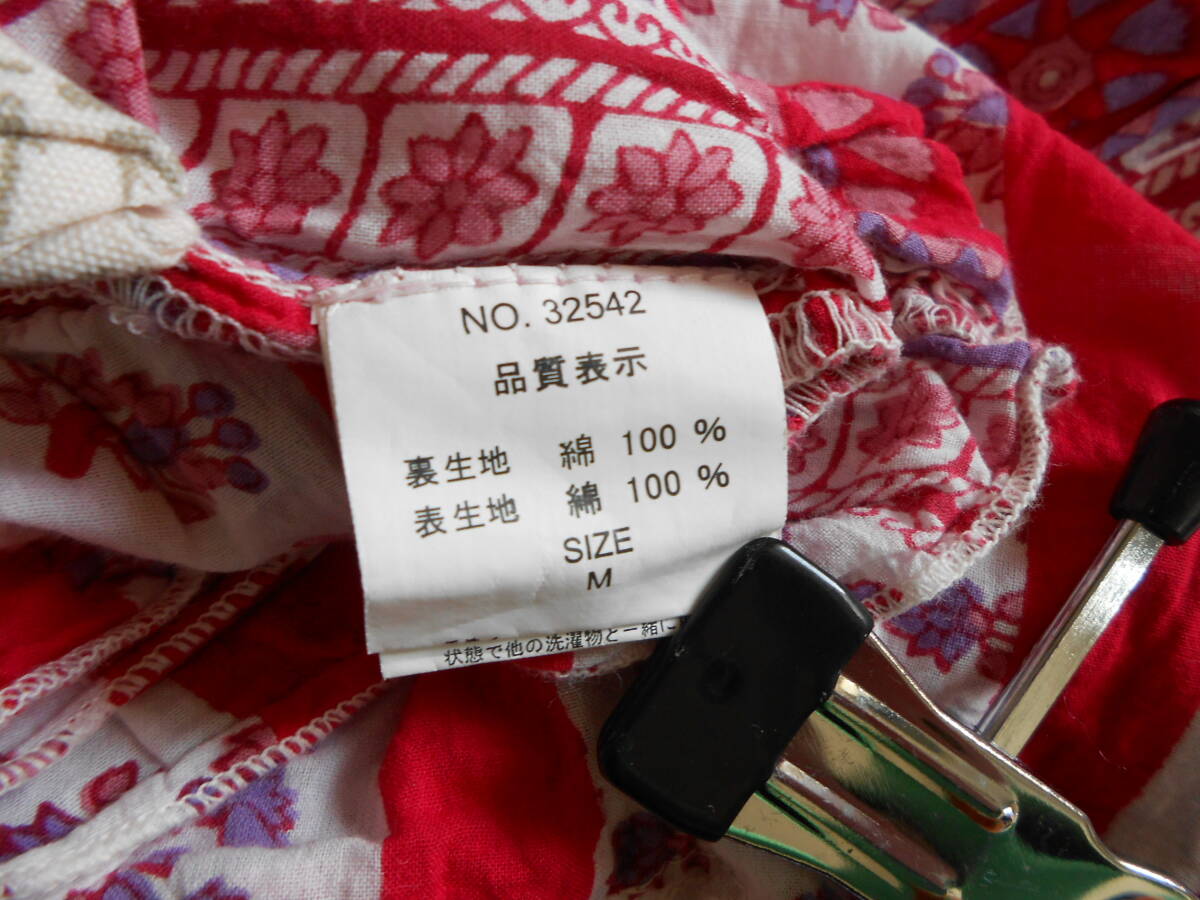 NO. 32542
品質表示
裏生地 綿 100 %
表生地 綿 100 %
SIZE
M
状態で他の洗濯物と一緒に